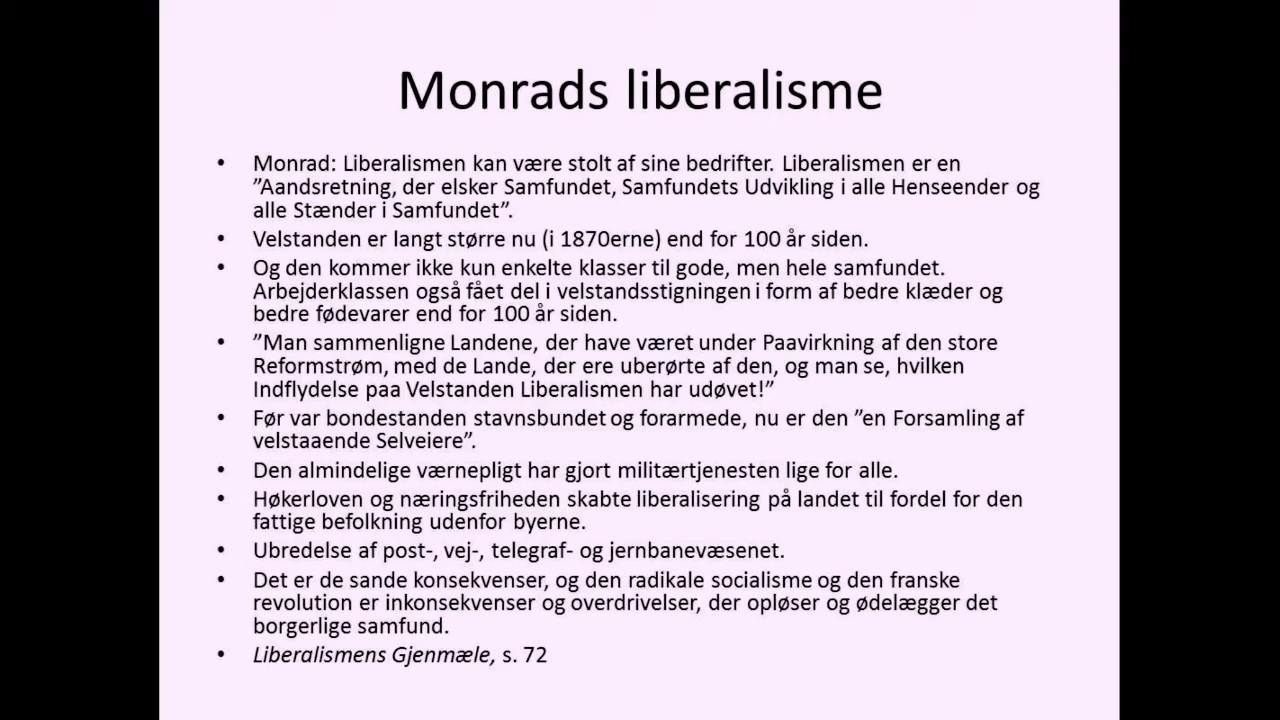 Monrads liberalisme
• Monrad: Liberalismen kan være stolt af sine bedrifter. Liberalismen er en
”Aandsretning, der elsker Samfundet, Samfundets Udvikling i alle Henseender og
alle Stænder i Samfundet”.
• Velstanden er langt større nu (i 1870erne) end for 100 år siden.
• Og den kommer ikke kun enkelte klasser til gode, men hele samfundet.
Arbejderklassen også fået del i velstandsstigningen i form af bedre klæder og
bedre fødevarer end for 100 år siden.
• ”Man sammenligne Landene, der have været under Paavirkning af den store
Reformstrøm, med de Lande, der ere uberørte af den, og man se, hvilken
Indflydelse paa Velstanden Liberalismen har udøvet!”
• Før var bondestanden stavnsbundet og forarmede, nu er den ”en Forsamling af
velstaaende Selveiere”.
• Den almindelige værnepligt har gjort militærtjenesten lige for alle.
• Høkerloven og næringsfriheden skabte liberalisering på landet til fordel for den
fattige befolkning udenfor byerne.
• Ubredelse af post-, vej-, telegraf- og jernbanevæsenet.
• Det er de sande konsekvenser, og den radikale socialisme og den franske
revolution er inkonsekvenser og overdrivelser, der opløser og ødelægger det
borgerlige samfund.
• Liberalismens Gjenmæle, s. 72